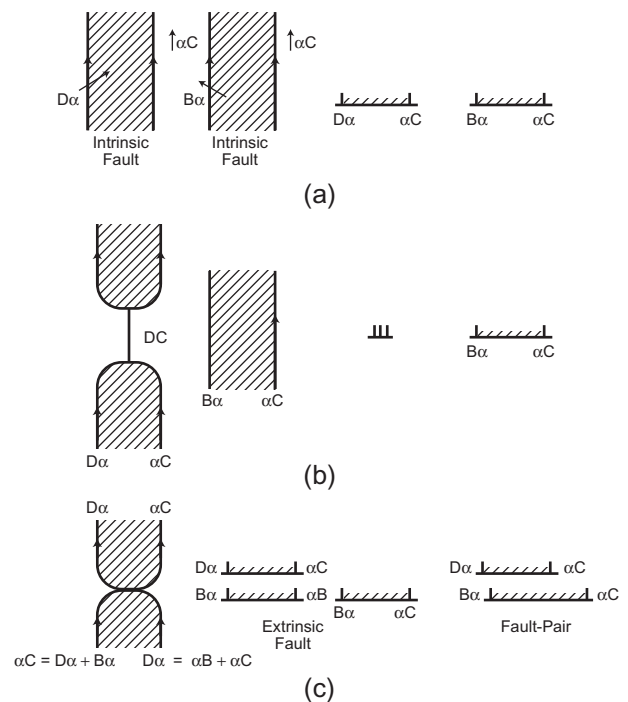 αC αC
Dα Bα
Dα αC Bα αC
Intrinsic Fault Intrinsic Fault
(a)
DC
Bα αC
Bα αC
Dα αC
(b)
Dα αC
Dα αC Dα αC
Bα αB Bα αC
Bα αC
Extrinsic Fault Fault-Pair
αC = Dα + Bα Dα = αB + αC
(c)